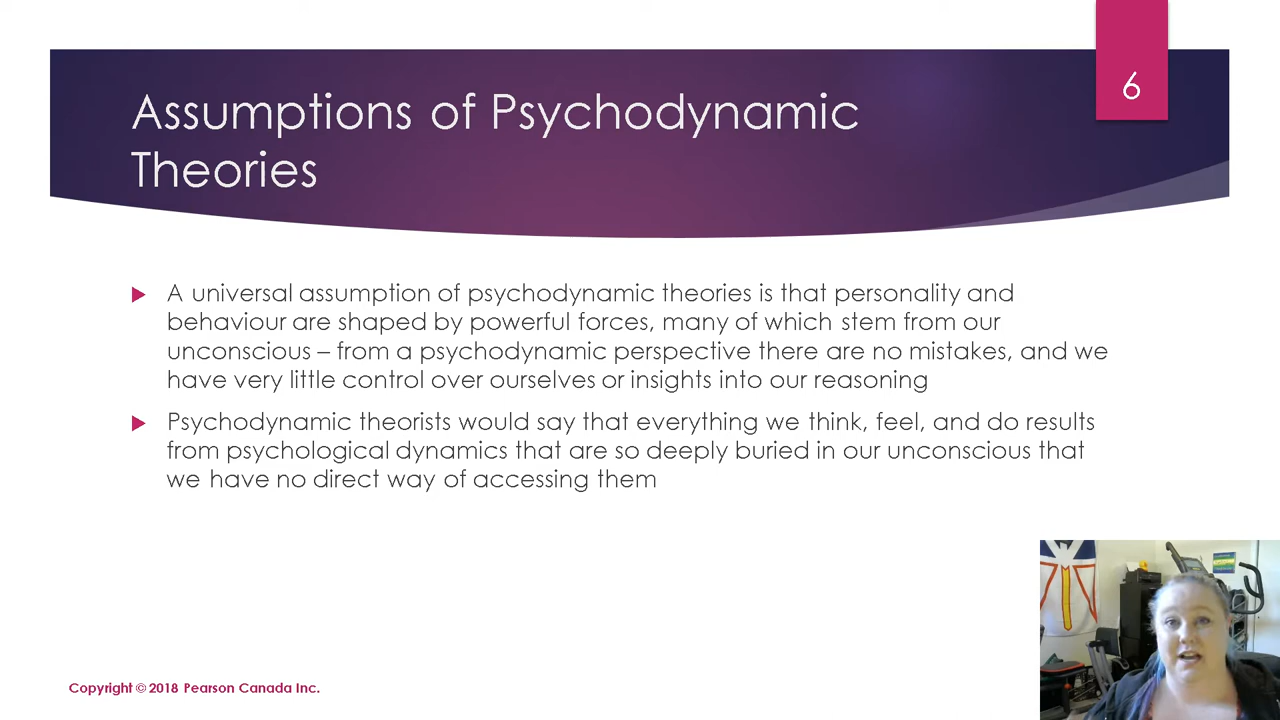 6
Assumptions of Psychodynamic
Theories
A universal assumption of psychodynamic theories is that personality and
behaviour are shaped by powerful forces, many of which stem from our
unconscious – from a psychodynamic perspective there are no mistakes, and we
have very little control over ourselves or insights into our reasoning
Psychodynamic theorists would say that everything we think, feel, and do results
from psychological dynamics that are so deeply buried in our unconscious that
we have no direct way of accessing them
Copyright © 2018 Pearson Canada Inc.